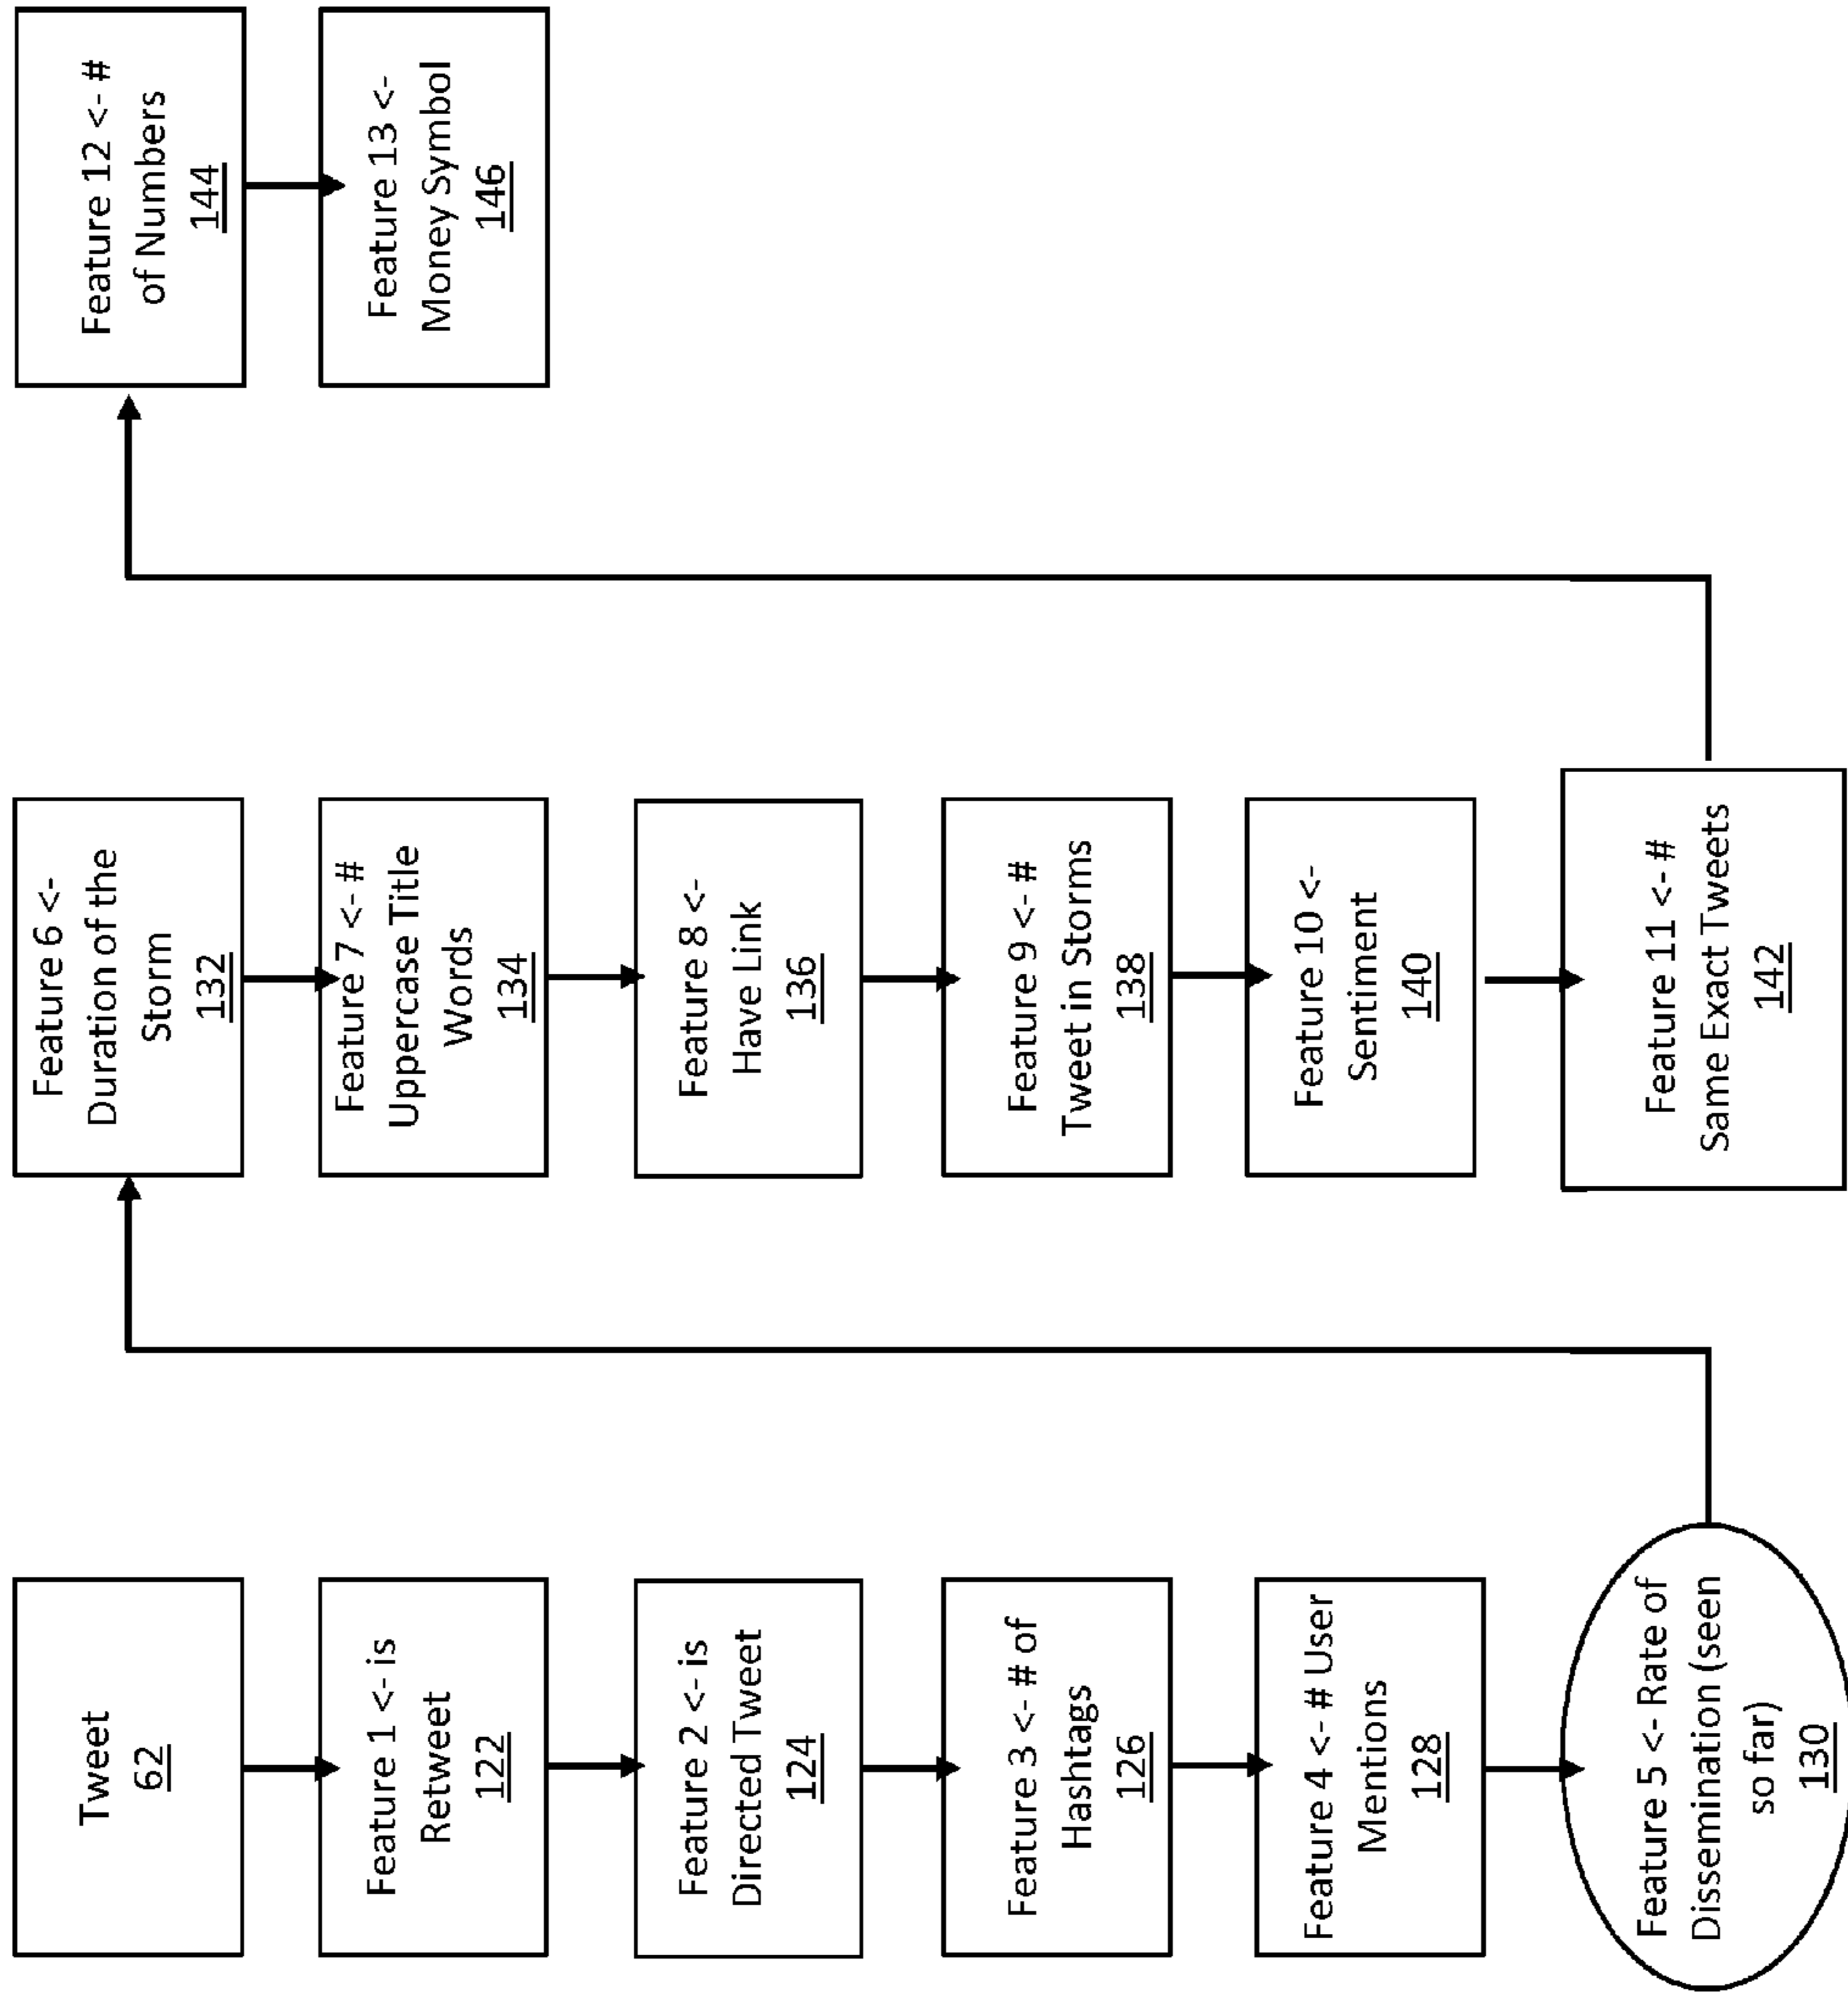 Tweet
62
Feature 1 <- is
Retweet
122
Feature 2 <- is
Directed Tweet
124
Feature 3 <- # of
Hashtags
126
Feature 4 <- # User
Mentions
128
Feature 5 <- Rate of
Dissemination (seen
so far)
130
Feature 6 <-
Duration of the
Storm
132
Feature 7 <- #
Uppercase Title
Words
134
Feature 8 <-
Have Link
136
Feature 9 <- #
Tweet in Storms
138
Feature 10 <-
Sentiment
140
Feature 11 <- #
Same Exact Tweets
142
Feature 12 <- #
of Numbers
144
Feature 13 <-
Money Symbol
146